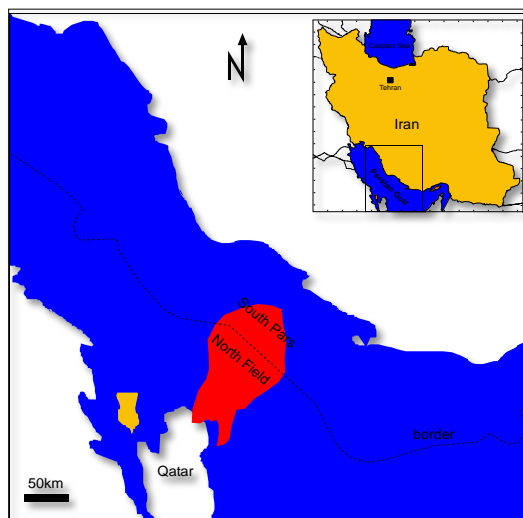 N
Tehran
Iran
Persian Gulf
South Pars
North Field
border
Qatar
50km